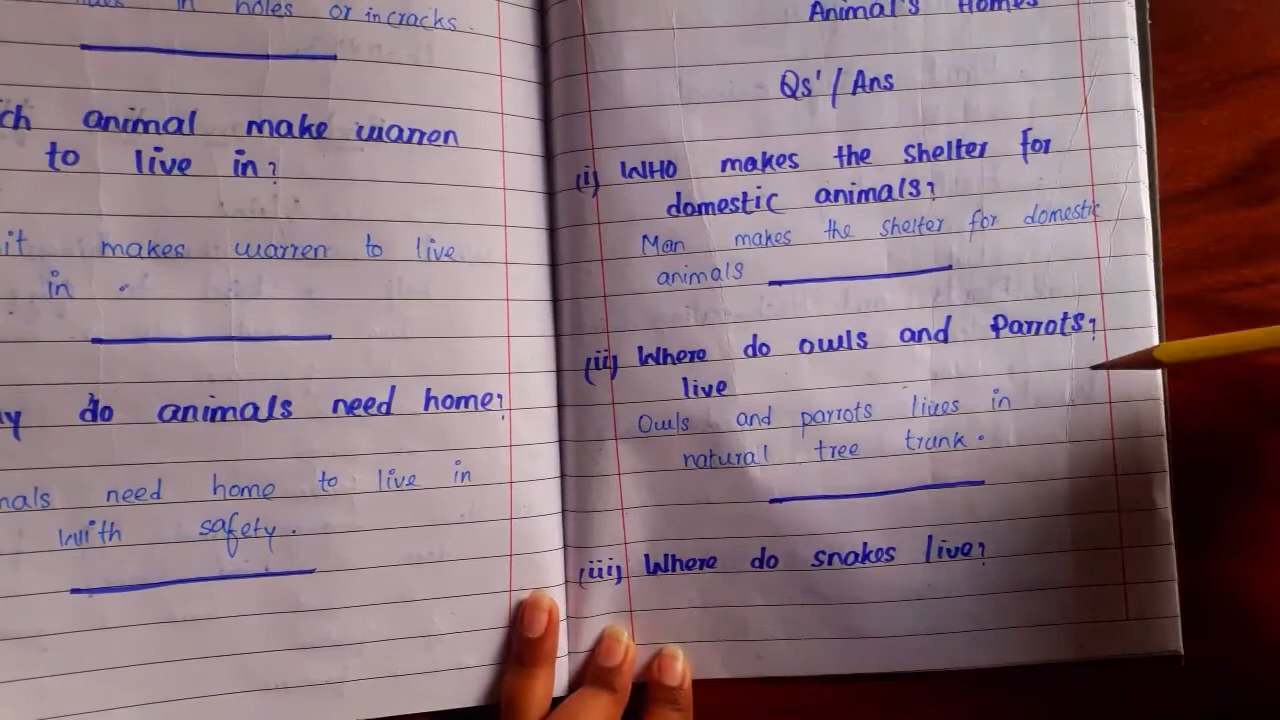 in holes or in cracks.
ch animal make warren
to live in?
it makes warren to live
in.
y do animals need home?
mals need home to live in
with safety.
Animal's Homes
Qs'/Ans
(i) WHO makes the shelter for
domestic animals?
Man makes the shelter for domestic
animals
(ii) Where do owls and Parrots?
live
Owls and parrots lives in
natural tree trunk.
(iii) Where do snakes live?